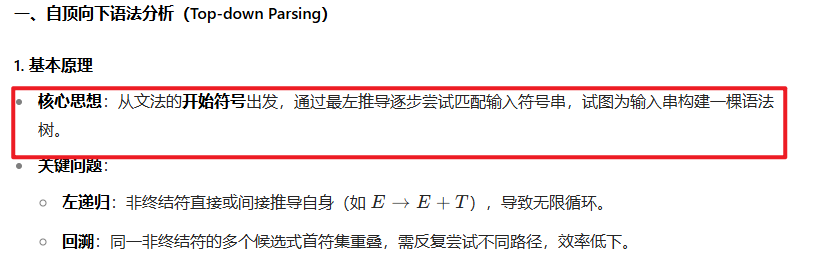 一、自顶向下语法分析（Top-down Parsing）
1. 基本原理
• 核心思想：从文法的开始符号出发，通过最左推导逐步尝试匹配输入符号串，试图为输入串构建一棵语法
树。
• 关键问题：
○ 左递归：非终结符直接或间接推导自身（如 E → E + T），导致无限循环。
○ 回溯：同一非终结符的多个候选式首符集重叠，需反复尝试不同路径，效率低下。